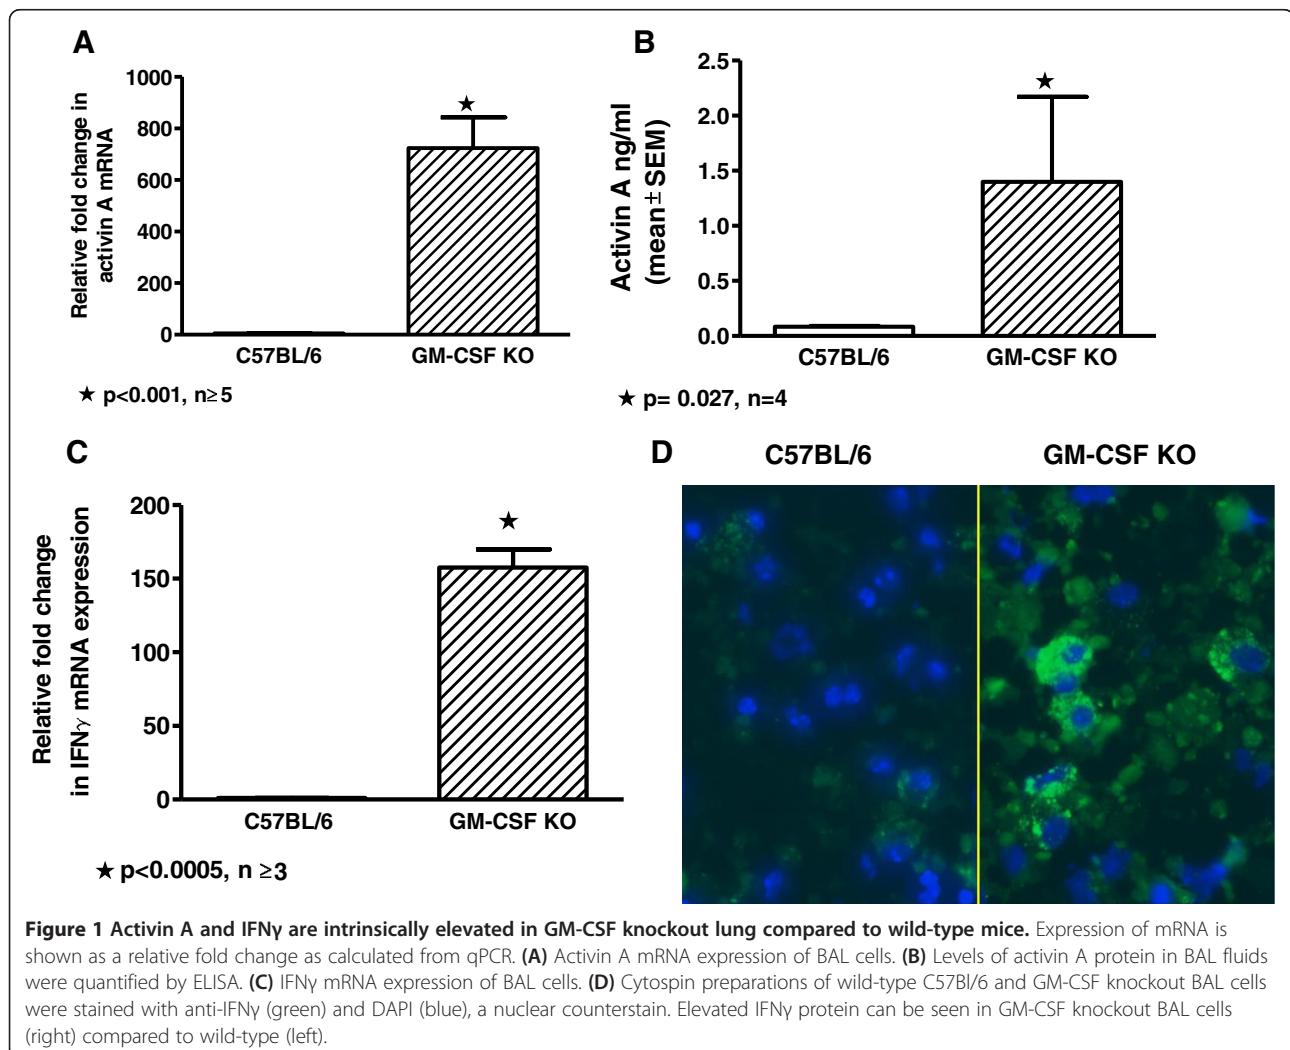 A
Relative fold change in
activin A mRNA
1000
800
600
400
200
0
C57BL/6 GM-CSF KO
★
★ p<0.001, n≥5
B
Activin A ng/ml
(mean± SEM)
2.5
2.0
1.5
1.0
0.5
0.0
C57BL/6 GM-CSF KO
★
★ p= 0.027, n=4
C
Relative fold change
in IFNγ mRNA expression
200
150
100
50
0
C57BL/6 GM-CSF KO
★
★ p<0.0005, n ≥3
D
C57BL/6 GM-CSF KO
Figure 1 Activin A and IFNγ are intrinsically elevated in GM-CSF knockout lung compared to wild-type mice. Expression of mRNA is
shown as a relative fold change as calculated from qPCR. (A) Activin A mRNA expression of BAL cells. (B) Levels of activin A protein in BAL fluids
were quantified by ELISA. (C) IFNγ mRNA expression of BAL cells. (D) Cytospin preparations of wild-type C57Bl/6 and GM-CSF knockout BAL cells
were stained with anti-IFNγ (green) and DAPI (blue), a nuclear counterstain. Elevated IFNγ protein can be seen in GM-CSF knockout BAL cells
(right) compared to wild-type (left).